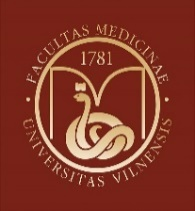 · FACULTAS MEDICINAE ·
1781
UNIVERSITAS VILNENSIS